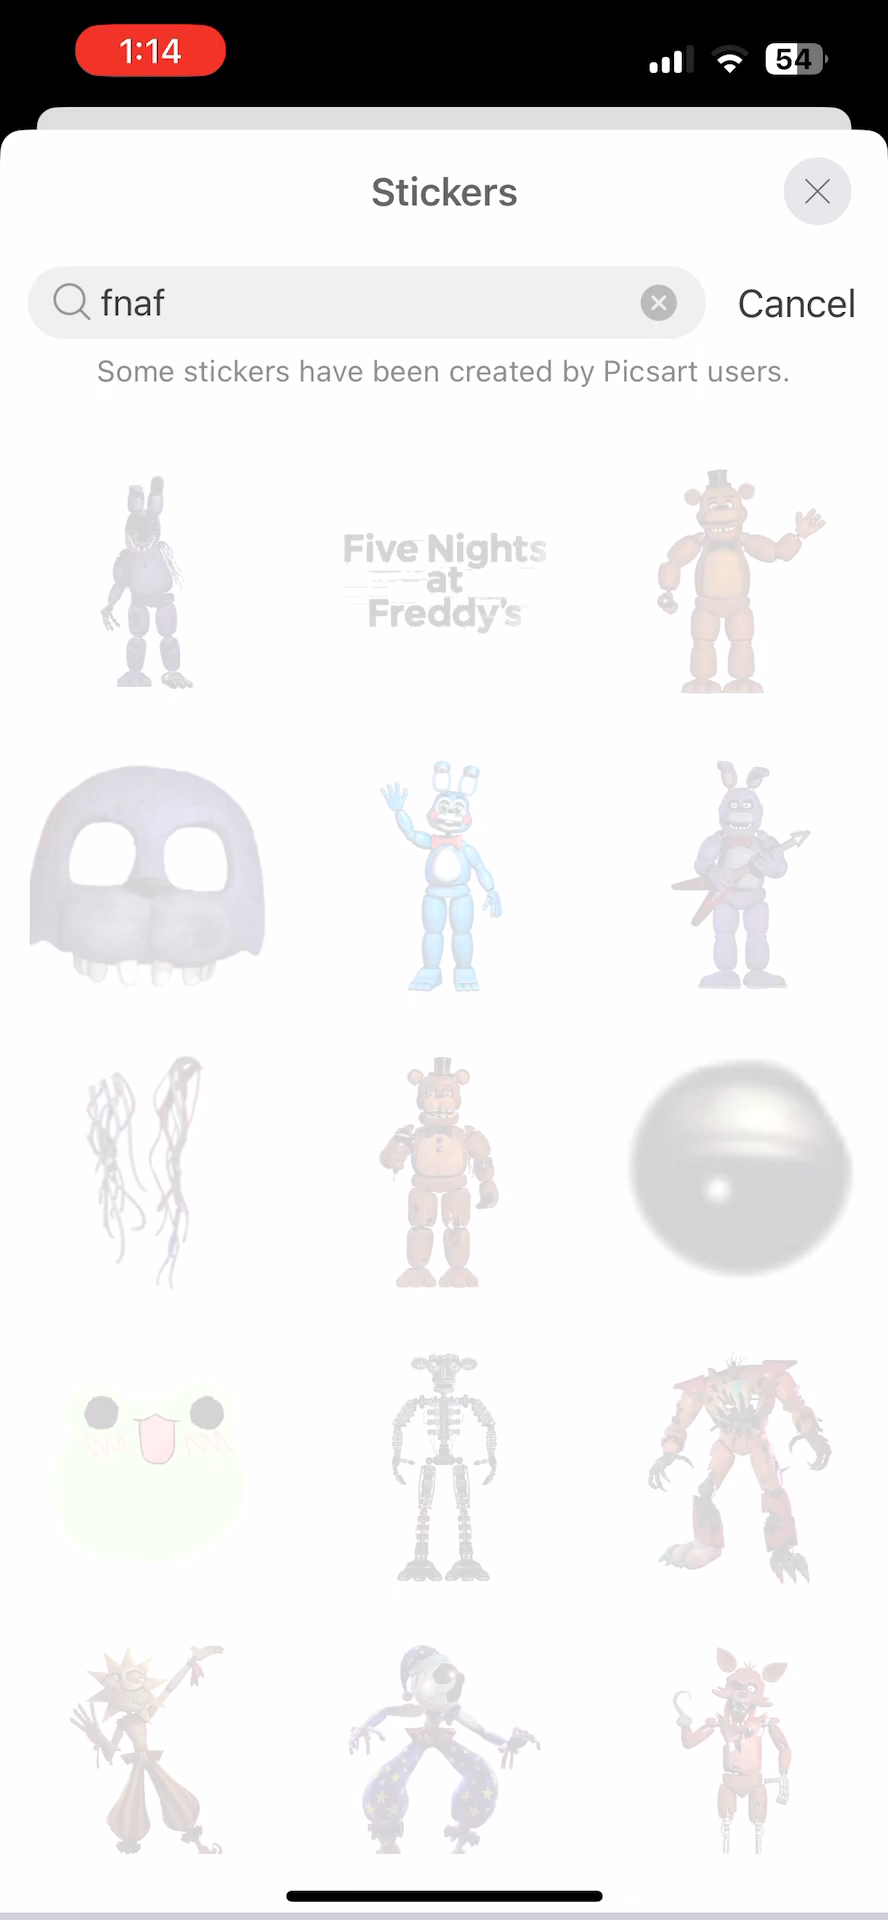 1:14
54
Stickers
fnaf
Cancel
Some stickers have been created by Picsart users.
Five Nights
at
Freddy's